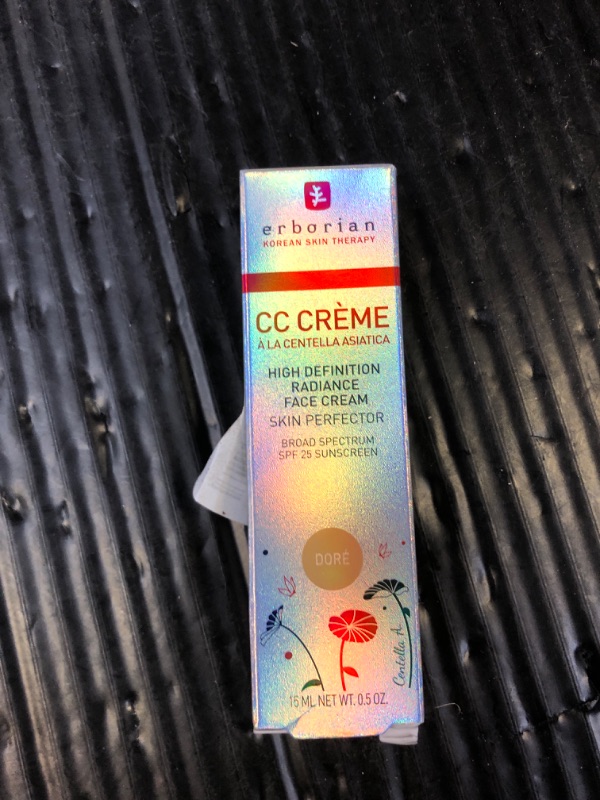 erborian
KOREAN SKIN THERAPY
CC CRÈME
À LA CENTELLA ASIATICA
HIGH DEFINITION
RADIANCE
FACE CREAM
SKIN PERFECTOR
BROAD SPECTRUM
SPF 25 SUNSCREEN
DORÉ
Centella A.
15 ML NET WT. 0.5 OZ.